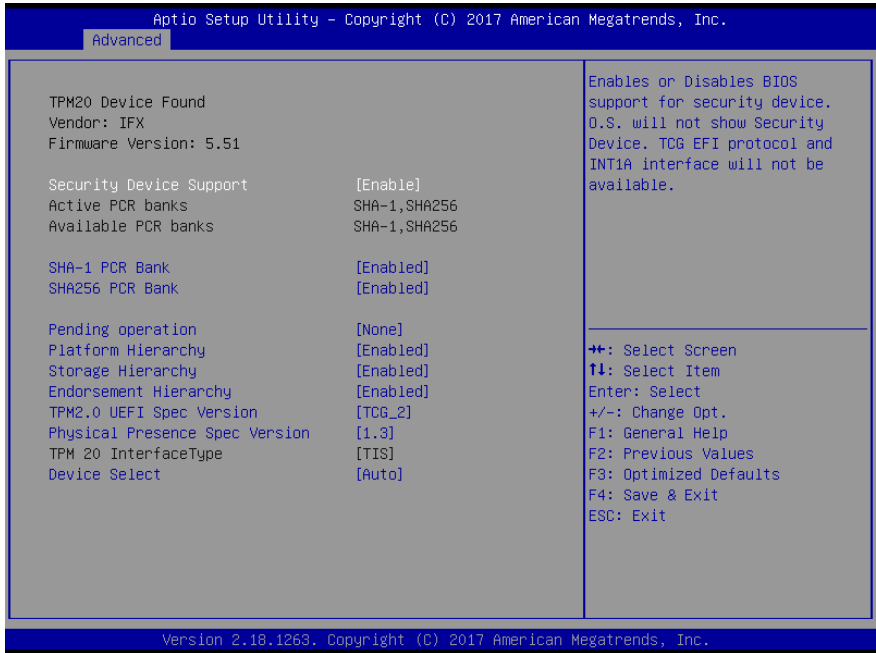 Aptio Setup Utility – Copyright (C) 2017 American Megatrends, Inc.
Advanced
TPM20 Device Found
Vendor: IFX
Firmware Version: 5.51
Security Device Support [Enable]
Active PCR banks SHA-1,SHA256
Available PCR banks SHA-1,SHA256
SHA-1 PCR Bank [Enabled]
SHA256 PCR Bank [Enabled]
Pending operation [None]
Platform Hierarchy [Enabled]
Storage Hierarchy [Enabled]
Endorsement Hierarchy [Enabled]
TPM2.0 UEFI Spec Version [TCG_2]
Physical Presence Spec Version [1.3]
TPM 20 InterfaceType [TIS]
Device Select [Auto]
Enables or Disables BIOS
support for security device.
O.S. will not show Security
Device. TCG EFI protocol and
INT1A interface will not be
available.
→←: Select Screen
↑↓: Select Item
Enter: Select
+/-: Change Opt.
F1: General Help
F2: Previous Values
F3: Optimized Defaults
F4: Save & Exit
ESC: Exit
Version 2.18.1263. Copyright (C) 2017 American Megatrends, Inc.